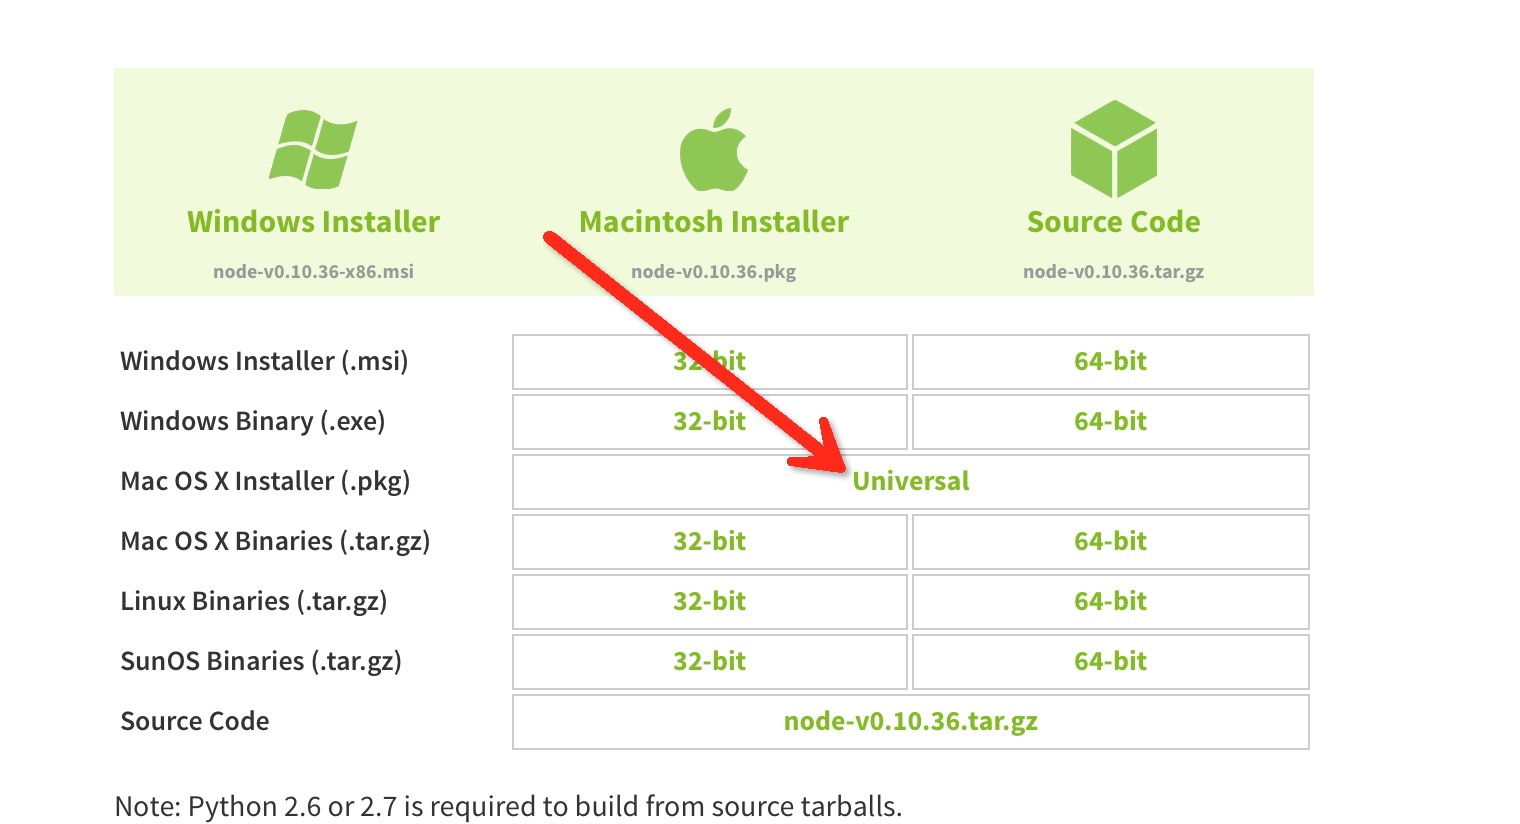 Windows Installer
Macintosh Installer
Source Code
node-v0.10.36-x86.msi
node-v0.10.36.pkg
node-v0.10.36.tar.gz
Windows Installer (.msi) 32-bit 64-bit
Windows Binary (.exe) 32-bit 64-bit
Mac OS X Installer (.pkg) Universal
Mac OS X Binaries (.tar.gz) 32-bit 64-bit
Linux Binaries (.tar.gz) 32-bit 64-bit
SunOS Binaries (.tar.gz) 32-bit 64-bit
Source Code node-v0.10.36.tar.gz
Note: Python 2.6 or 2.7 is required to build from source tarballs.